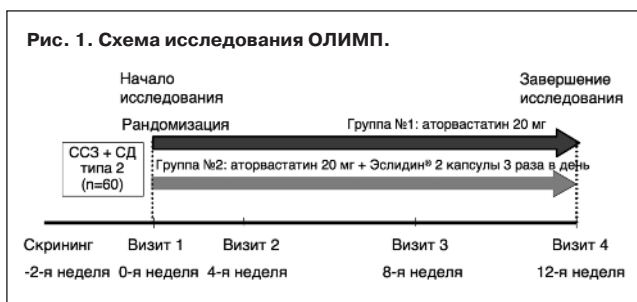 Рис. 1. Схема исследования ОЛИМП.
Начало
исследования
Завершение
исследования
Рандомизация
Группа №1: аторвастатин 20 мг
ССЗ + СД
типа 2
(n=60)
Группа №2: аторвастатин 20 мг + Эслидин® 2 капсулы 3 раза в день
Скрининг Визит 1 Визит 2 Визит 3 Визит 4
-2-я неделя 0-я неделя 4-я неделя 8-я неделя 12-я неделя